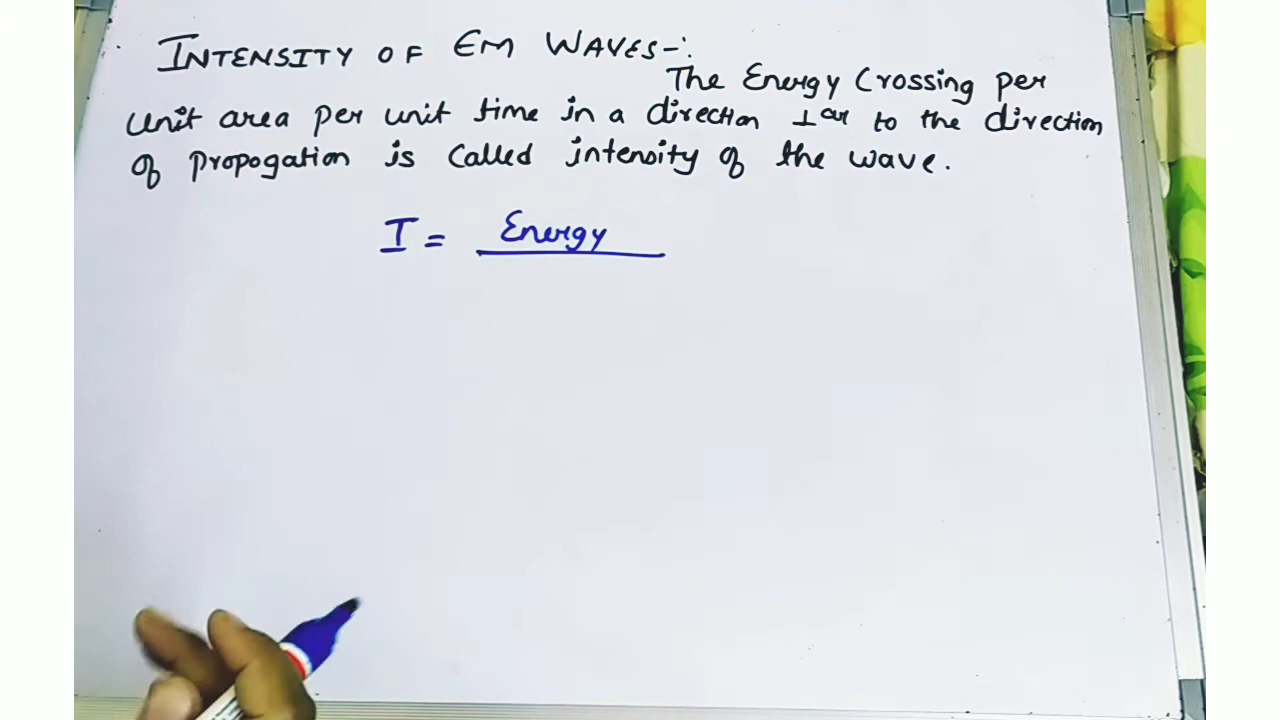 INTENSITY OF EM WAVES-:
The Energy Crossing per
unit area per unit time in a direction ⊥ar to the direction
of propogation is called intensity of the wave.
I = Energy